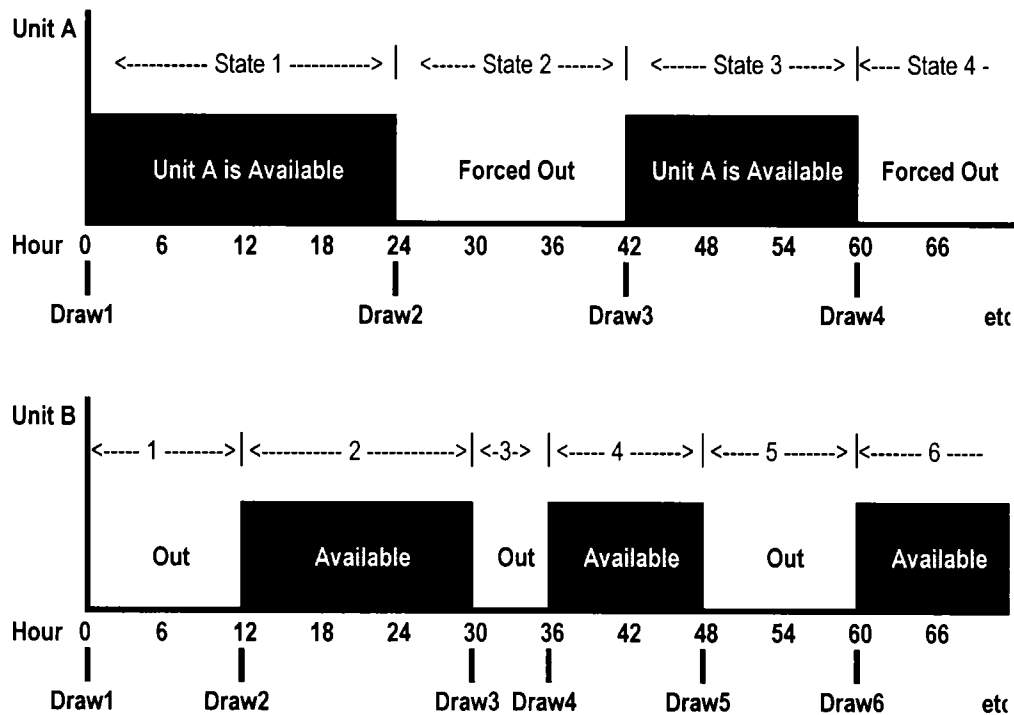 Unit A
<----------- State 1 -----------> | <------ State 2 ------> | <------ State 3 ------> |<----- State 4 -
Unit A is Available Forced Out Unit A is Available Forced Out
Hour 0 6 12 18 24 30 36 42 48 54 60 66
Draw1 Draw2 Draw3 Draw4 etc
Unit B
<----- 1 --------> |<---------- 2 ----------> |<-3-> |<----- 4 -------> |<----- 5 -------> |<------- 6 -----
Out Available Out Available Out Available
Hour 0 6 12 18 24 30 36 42 48 54 60 66
Draw1 Draw2 Draw3 Draw4 Draw5 Draw6 etc